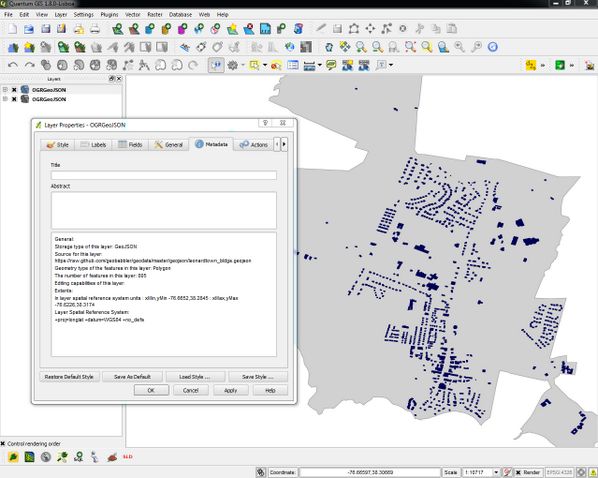 Quantum GIS 1.8.0-Lisboa
File Edit View Layer Settings Plugins Vector Raster Database Web Help
Layers
OGRGeoJSON
OGRGeoJSON
Layer Properties - OGRGeoJSON
Style Labels Fields General Metadata Actions
Title
Abstract
General:
Storage type of this layer: GeoJSON
Source for this layer:
https://raw.github.com/geobabbler/geodata/master/geojson/leonardtown_bldgs.geojson
Geometry type of the features in this layer: Polygon
The number of features in this layer: 885
Editing capabilities of this layer:
Extents:
In layer spatial reference system units : xMin,yMin -76.6652,38.2845 : xMax,yMax
-76.6226,38.3174
Layer Spatial Reference System:
+proj=longlat +datum=WGS84 +no_defs
Restore Default Style Save As Default Load Style ... Save Style ...
OK Cancel Apply Help
Control rendering order
Coordinate: -76.66597,38.30669 Scale 1:10717 Render EPSG:4326